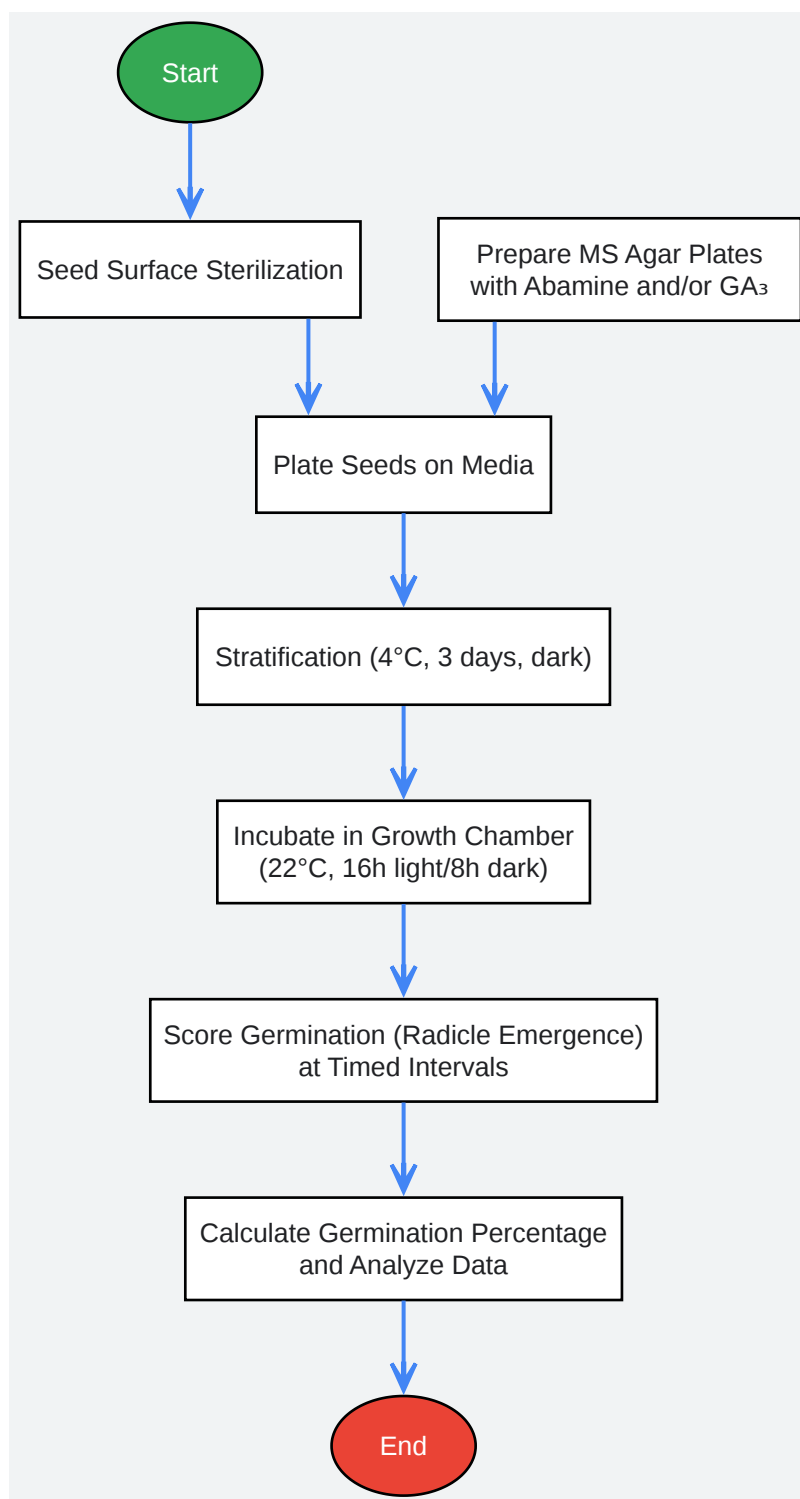 Start
Seed Surface Sterilization
Prepare MS Agar Plates
with Abamine and/or GA₃
Plate Seeds on Media
Stratification (4°C, 3 days, dark)
Incubate in Growth Chamber
(22°C, 16h light/8h dark)
Score Germination (Radicle Emergence)
at Timed Intervals
Calculate Germination Percentage
and Analyze Data
End